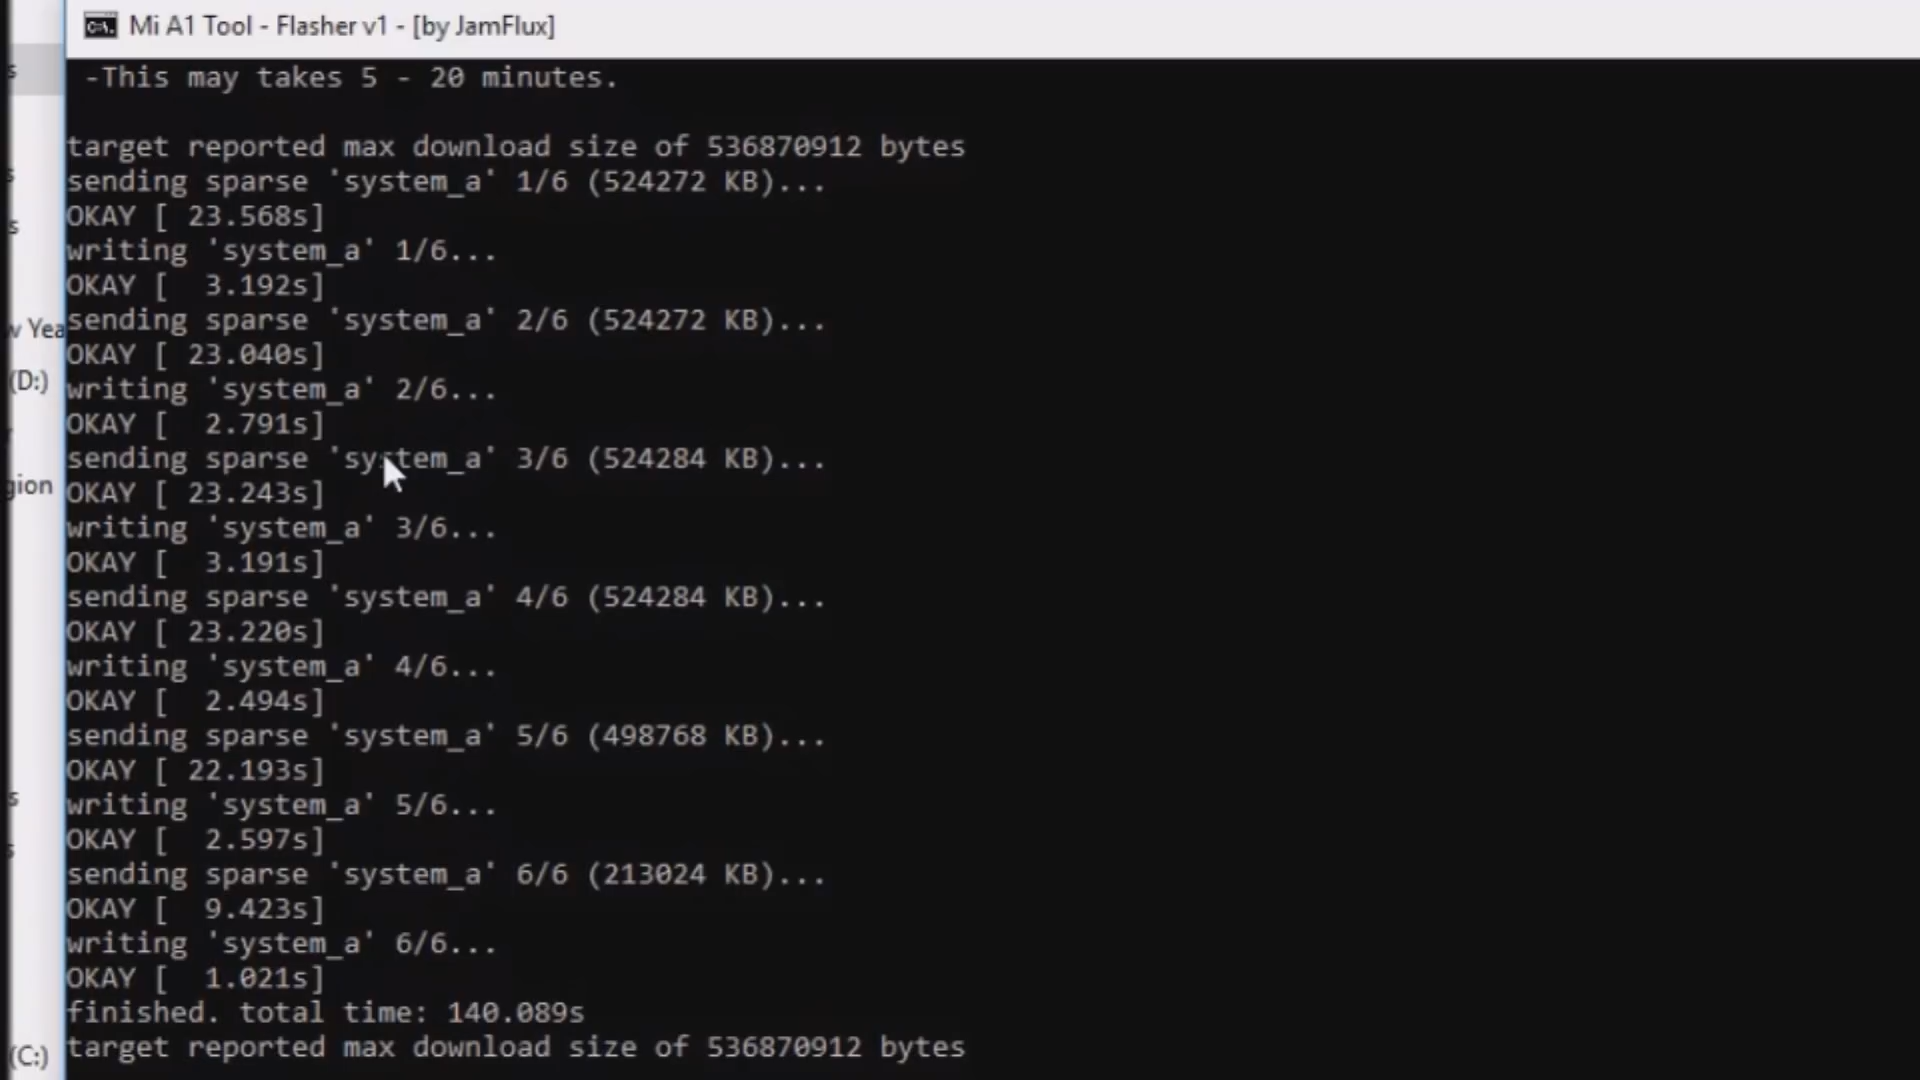 Mi A1 Tool - Flasher v1 - [by JamFlux]
-This may takes 5 - 20 minutes.
target reported max download size of 536870912 bytes
sending sparse 'system_a' 1/6 (524272 KB)...
OKAY [ 23.568s]
writing 'system_a' 1/6...
OKAY [  3.192s]
sending sparse 'system_a' 2/6 (524272 KB)...
OKAY [ 23.040s]
writing 'system_a' 2/6...
OKAY [  2.791s]
sending sparse 'system_a' 3/6 (524284 KB)...
OKAY [ 23.243s]
writing 'system_a' 3/6...
OKAY [  3.191s]
sending sparse 'system_a' 4/6 (524284 KB)...
OKAY [ 23.220s]
writing 'system_a' 4/6...
OKAY [  2.494s]
sending sparse 'system_a' 5/6 (498768 KB)...
OKAY [ 22.193s]
writing 'system_a' 5/6...
OKAY [  2.597s]
sending sparse 'system_a' 6/6 (213024 KB)...
OKAY [  9.423s]
writing 'system_a' 6/6...
OKAY [  1.021s]
finished. total time: 140.089s
target reported max download size of 536870912 bytes
(D:)
(C:)